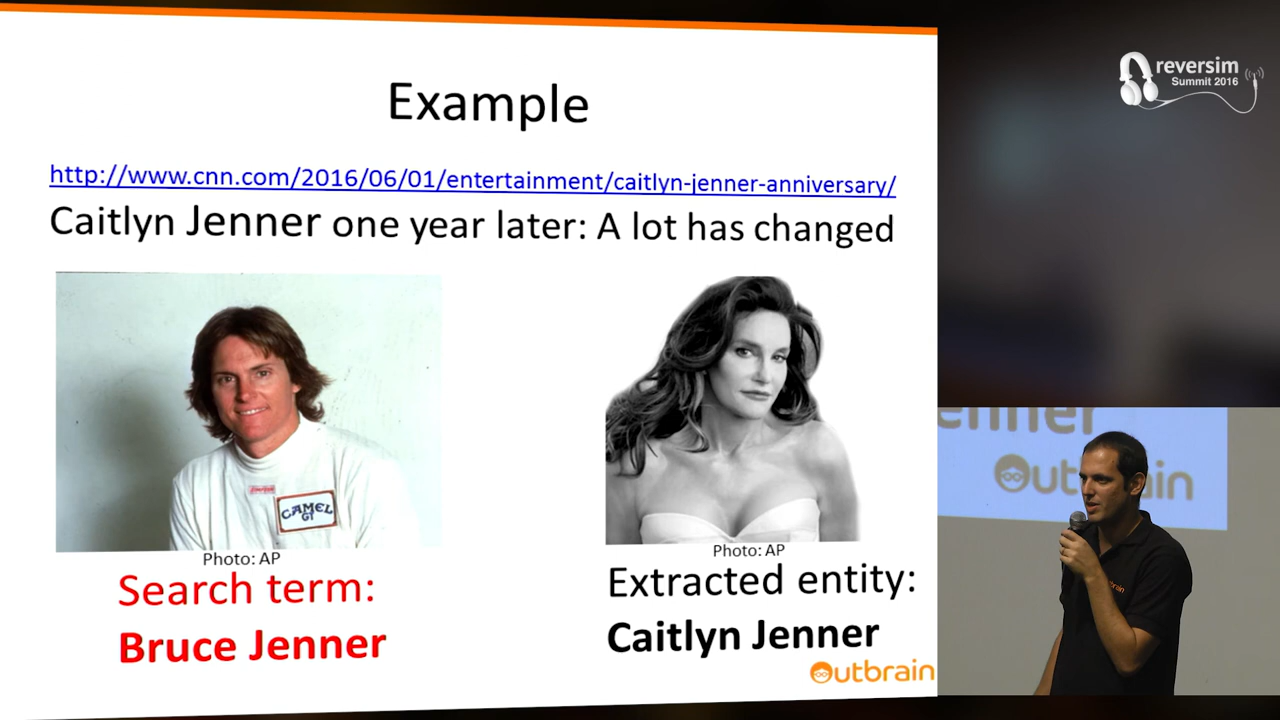 Example
http://www.cnn.com/2016/06/01/entertainment/caitlyn-jenner-anniversary/
Caitlyn Jenner one year later: A lot has changed
CAMEL
GT
Photo: AP
Search term:
Bruce Jenner
Photo: AP
Extracted entity:
Caitlyn Jenner
Outbrain
reversim
Summit 2016
enner
Outbrain